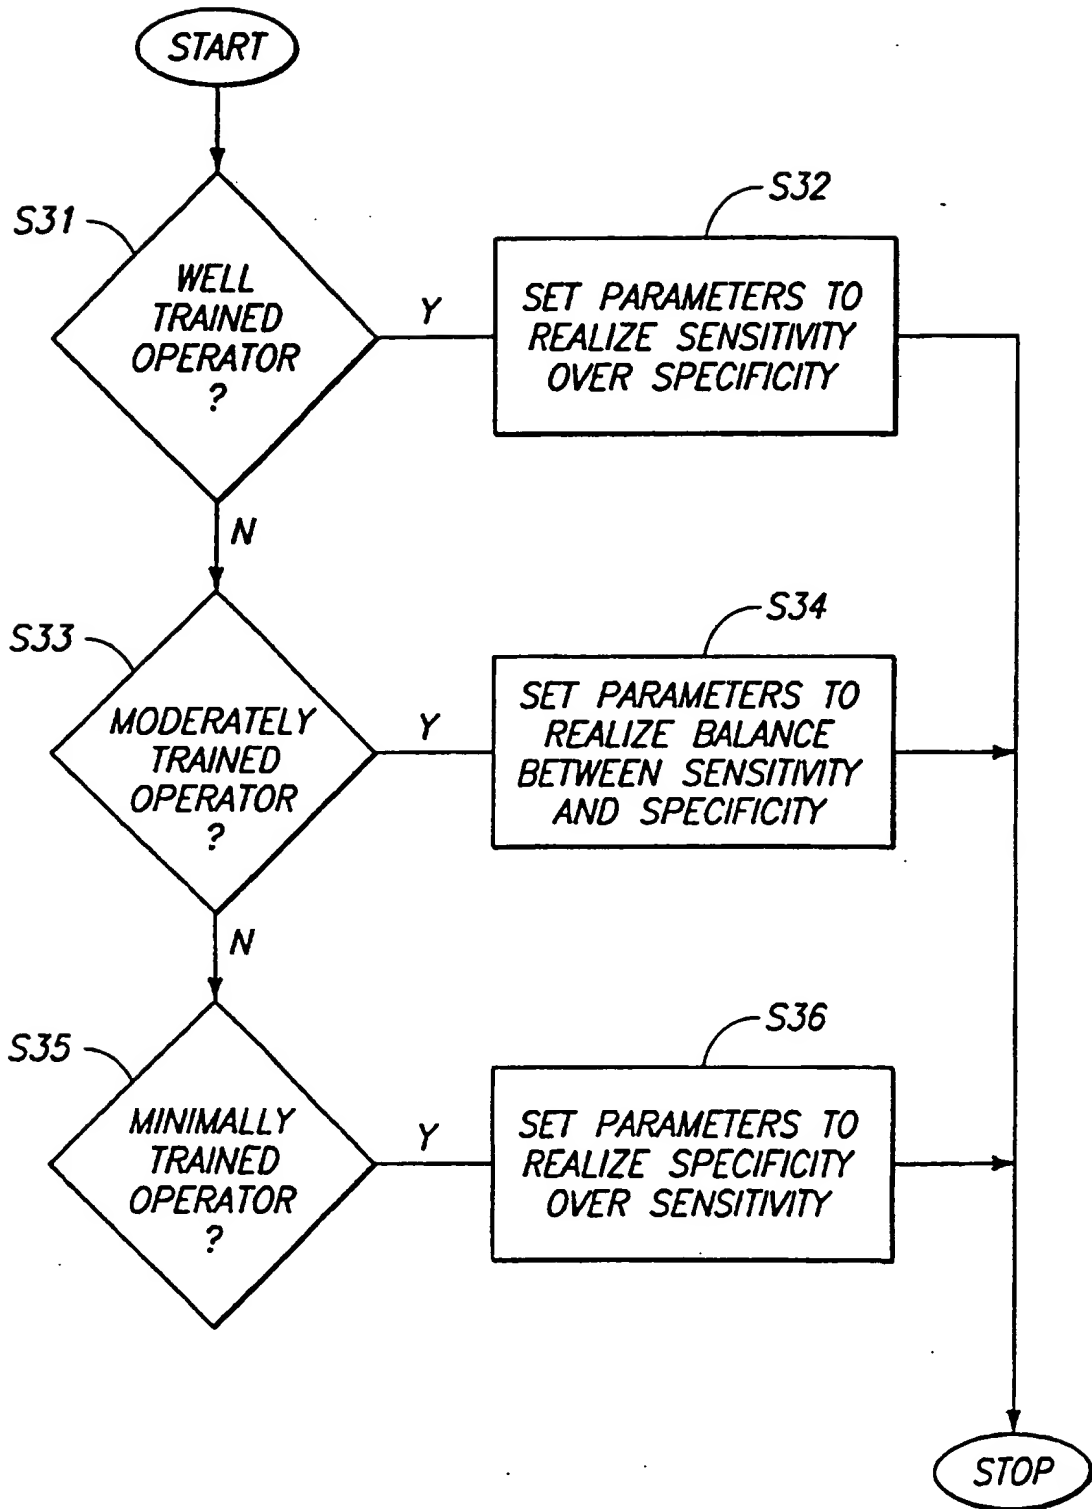 START
S31
WELL
TRAINED
OPERATOR
?
Y
S32
SET PARAMETERS TO
REALIZE SENSITIVITY
OVER SPECIFICITY
N
S33
MODERATELY
TRAINED
OPERATOR
?
Y
S34
SET PARAMETERS TO
REALIZE BALANCE
BETWEEN SENSITIVITY
AND SPECIFICITY
N
S35
MINIMALLY
TRAINED
OPERATOR
?
Y
S36
SET PARAMETERS TO
REALIZE SPECIFICITY
OVER SENSITIVITY
STOP